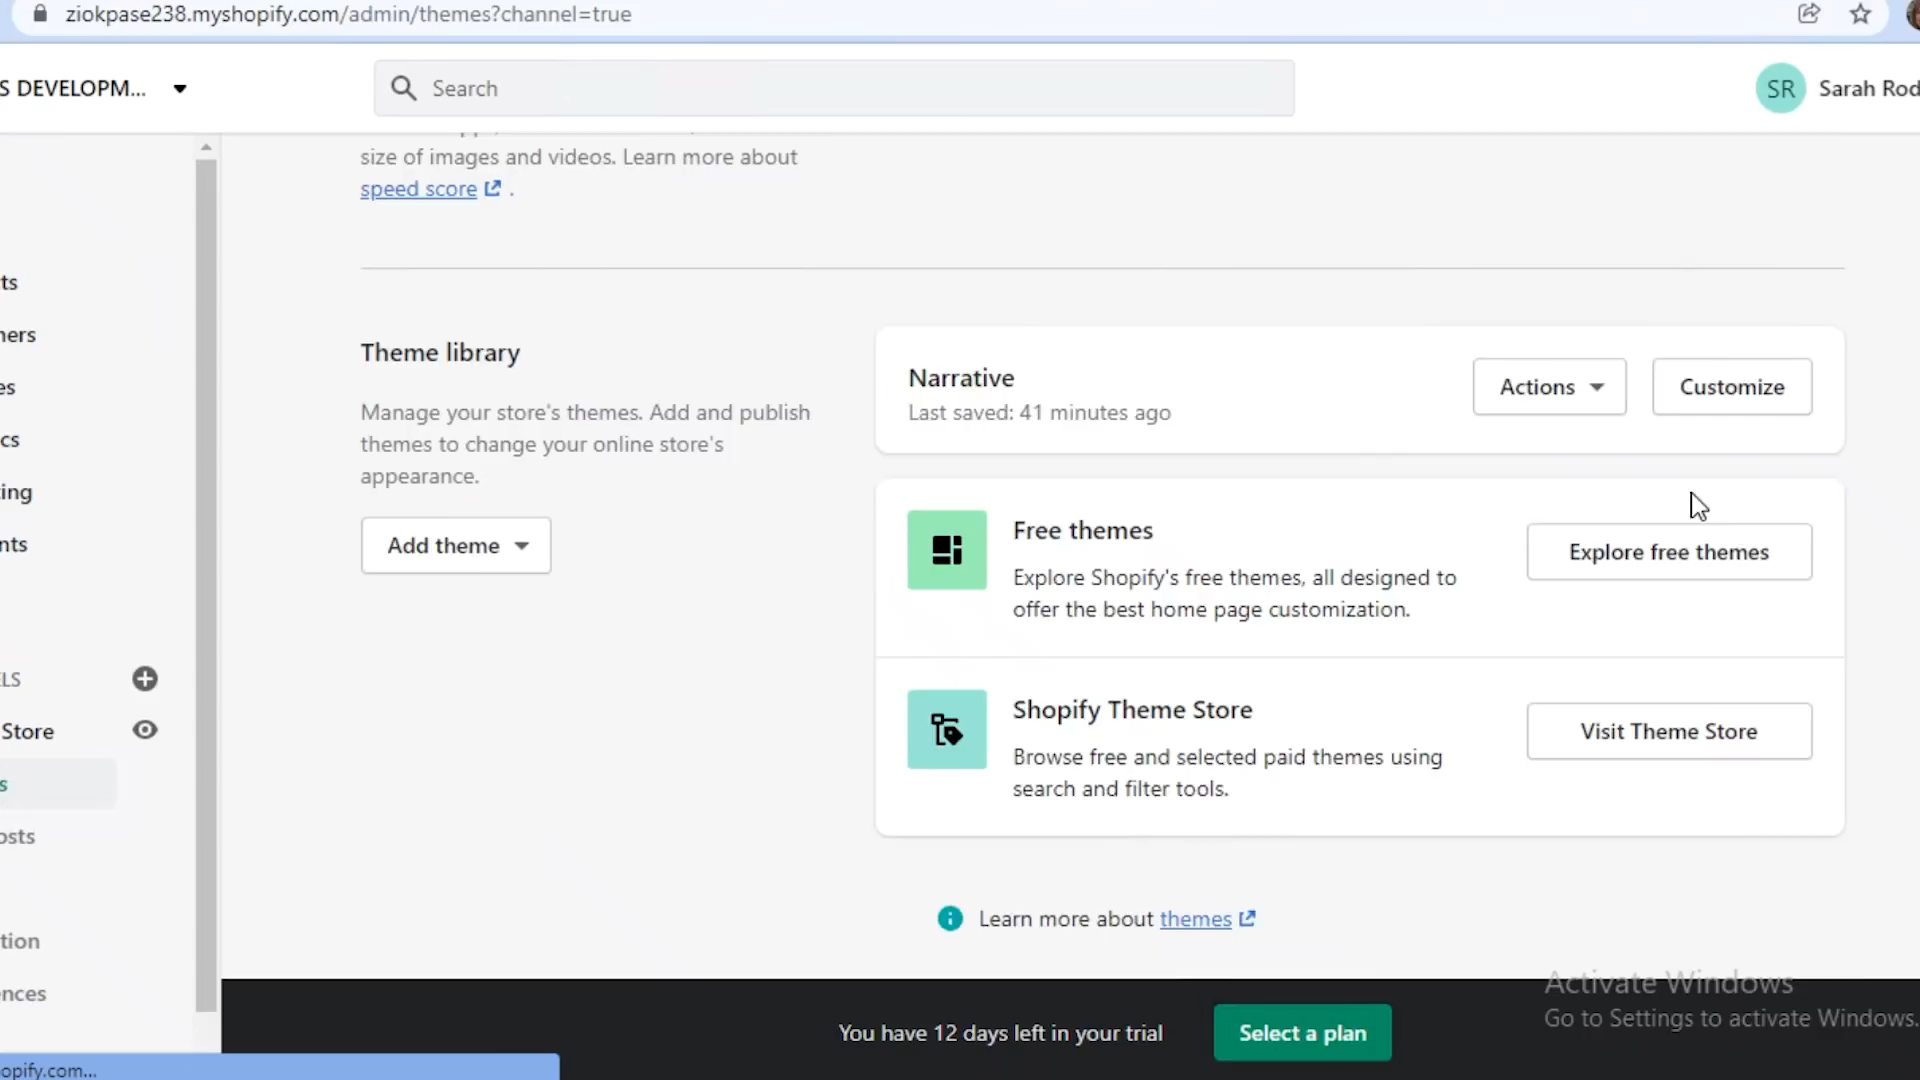 ziokpase238.myshopify.com/admin/themes?channel=true
S DEVELOPM...
Search
SR
Sarah Rod
size of images and videos. Learn more about
speed score .
ts
ners
es
cs
ing
nts
ELS
Store
s
osts
tion
ences
Theme library
Manage your store's themes. Add and publish
themes to change your online store's
appearance.
Add theme
Narrative
Last saved: 41 minutes ago
Actions
Customize
Free themes
Explore Shopify's free themes, all designed to
offer the best home page customization.
Explore free themes
Shopify Theme Store
Browse free and selected paid themes using
search and filter tools.
Visit Theme Store
Learn more about themes
Activate Windows
Go to Settings to activate Windows.
You have 12 days left in your trial
Select a plan
opify.com...